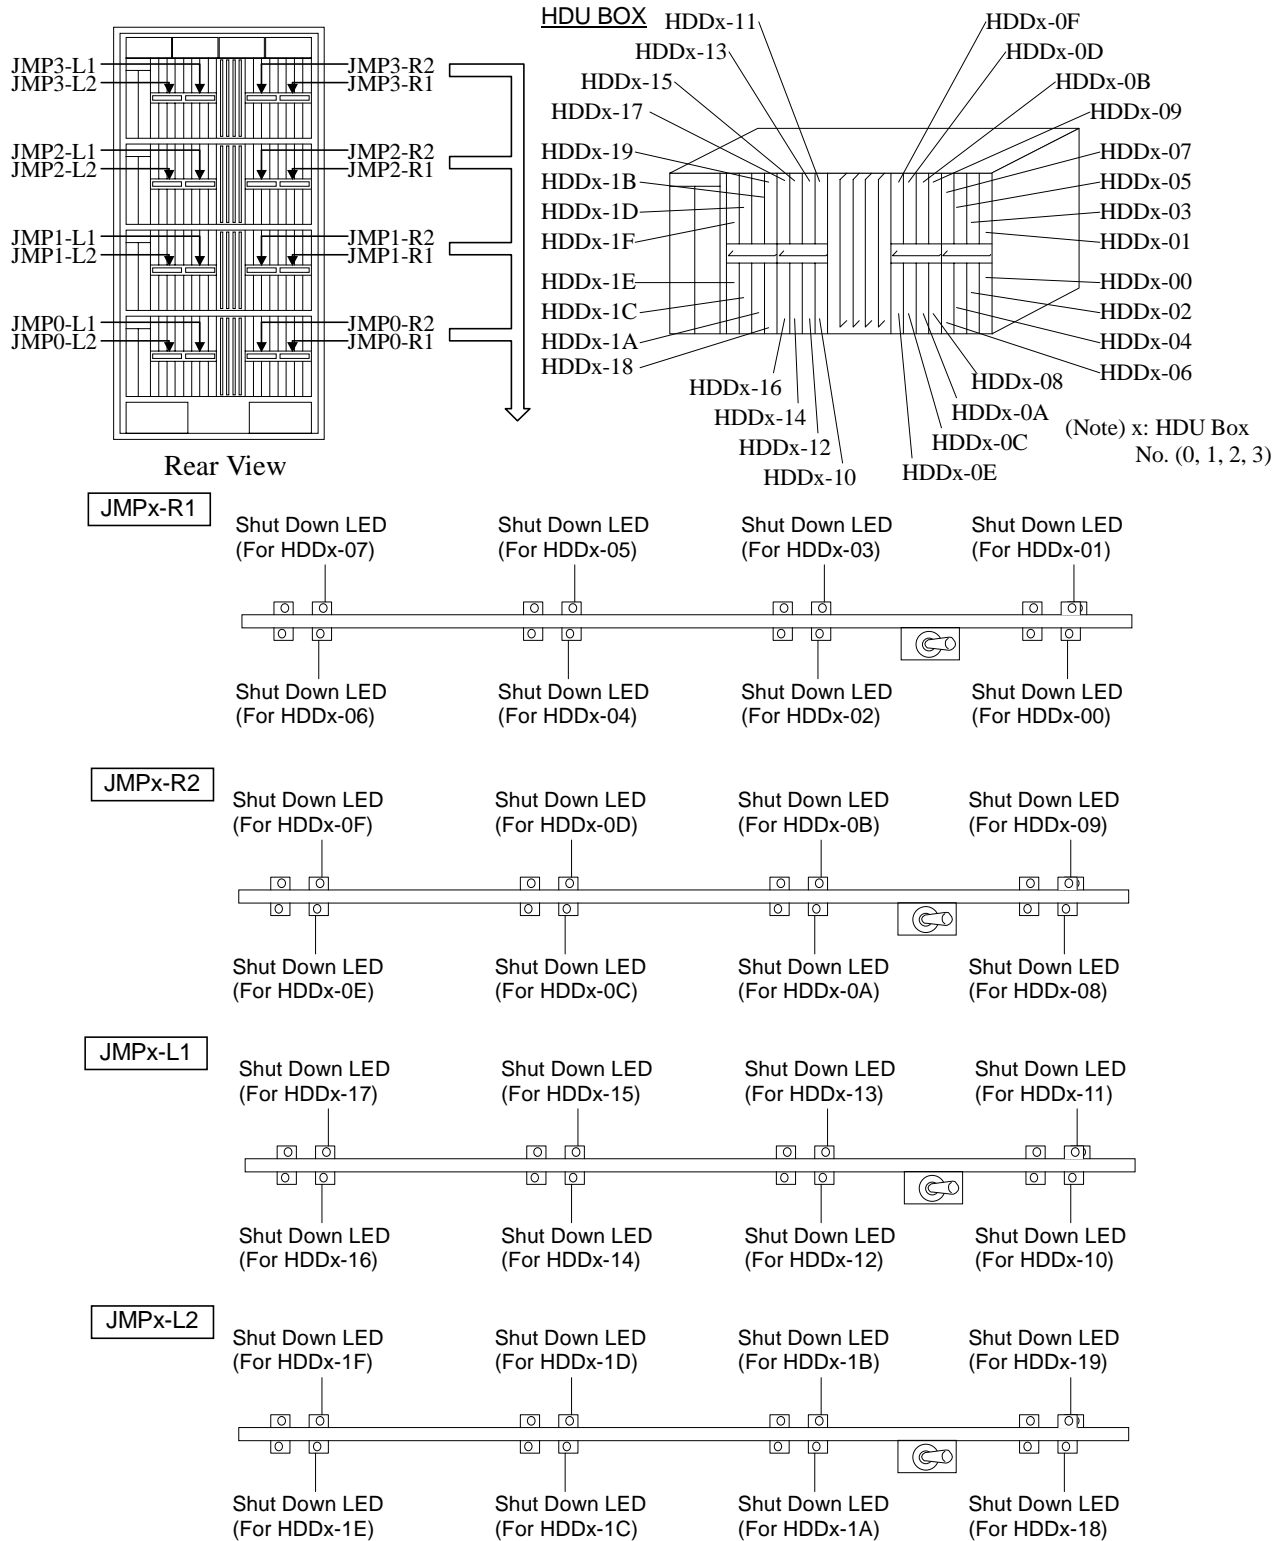 HDU BOX
HDDx-11
HDDx-13
HDDx-15
HDDx-17
HDDx-19
HDDx-1B
HDDx-1D
HDDx-1F
HDDx-1E
HDDx-1C
HDDx-1A
HDDx-18
HDDx-16
HDDx-14
HDDx-12
HDDx-10
HDDx-0F
HDDx-0D
HDDx-0B
HDDx-09
HDDx-07
HDDx-05
HDDx-03
HDDx-01
HDDx-00
HDDx-02
HDDx-04
HDDx-06
HDDx-08
HDDx-0A
HDDx-0C
HDDx-0E
(Note) x: HDU Box
No. (0, 1, 2, 3)
JMP3-L1
JMP3-L2
JMP3-R2
JMP3-R1
JMP2-L1
JMP2-L2
JMP2-R2
JMP2-R1
JMP1-L1
JMP1-L2
JMP1-R2
JMP1-R1
JMP0-L1
JMP0-L2
JMP0-R2
JMP0-R1
Rear View
JMPx-R1
Shut Down LED
(For HDDx-07)
Shut Down LED
(For HDDx-05)
Shut Down LED
(For HDDx-03)
Shut Down LED
(For HDDx-01)
Shut Down LED
(For HDDx-06)
Shut Down LED
(For HDDx-04)
Shut Down LED
(For HDDx-02)
Shut Down LED
(For HDDx-00)
JMPx-R2
Shut Down LED
(For HDDx-0F)
Shut Down LED
(For HDDx-0D)
Shut Down LED
(For HDDx-0B)
Shut Down LED
(For HDDx-09)
Shut Down LED
(For HDDx-0E)
Shut Down LED
(For HDDx-0C)
Shut Down LED
(For HDDx-0A)
Shut Down LED
(For HDDx-08)
JMPx-L1
Shut Down LED
(For HDDx-17)
Shut Down LED
(For HDDx-15)
Shut Down LED
(For HDDx-13)
Shut Down LED
(For HDDx-11)
Shut Down LED
(For HDDx-16)
Shut Down LED
(For HDDx-14)
Shut Down LED
(For HDDx-12)
Shut Down LED
(For HDDx-10)
JMPx-L2
Shut Down LED
(For HDDx-1F)
Shut Down LED
(For HDDx-1D)
Shut Down LED
(For HDDx-1B)
Shut Down LED
(For HDDx-19)
Shut Down LED
(For HDDx-1E)
Shut Down LED
(For HDDx-1C)
Shut Down LED
(For HDDx-1A)
Shut Down LED
(For HDDx-18)